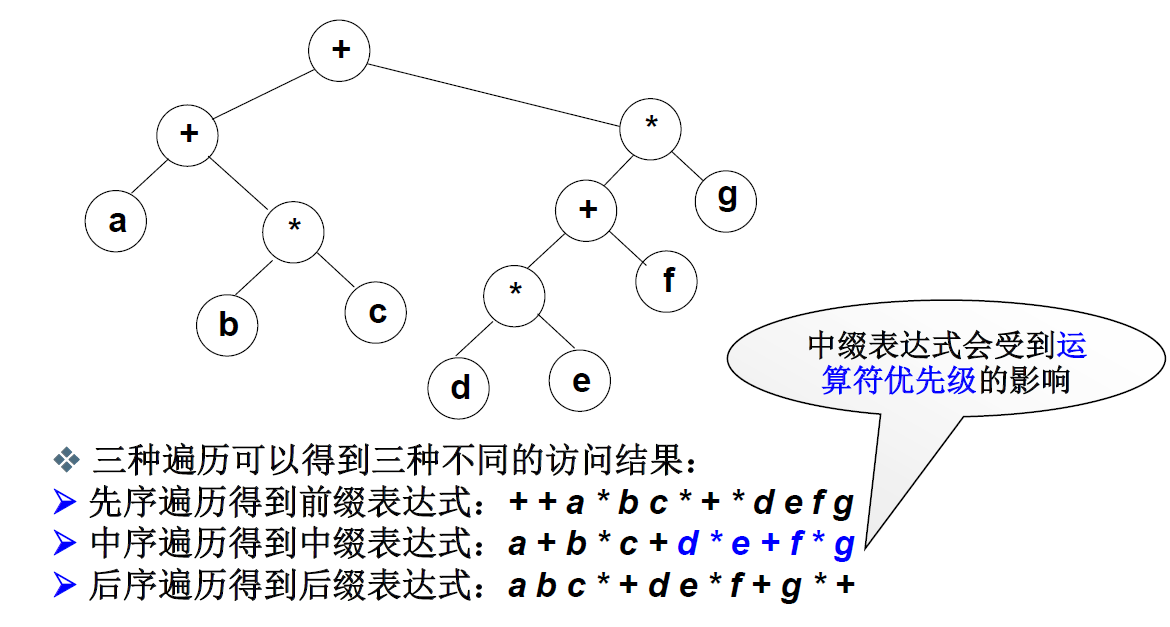 +
+
*
a
*
+
g
b
c
*
f
d
e
中缀表达式会受到运
算符优先级的影响
❖ 三种遍历可以得到三种不同的访问结果：
➢ 先序遍历得到前缀表达式：+ + a * b c * + * d e f g
➢ 中序遍历得到中缀表达式：a + b * c + d * e + f * g
➢ 后序遍历得到后缀表达式：a b c * + d e * f + g * +